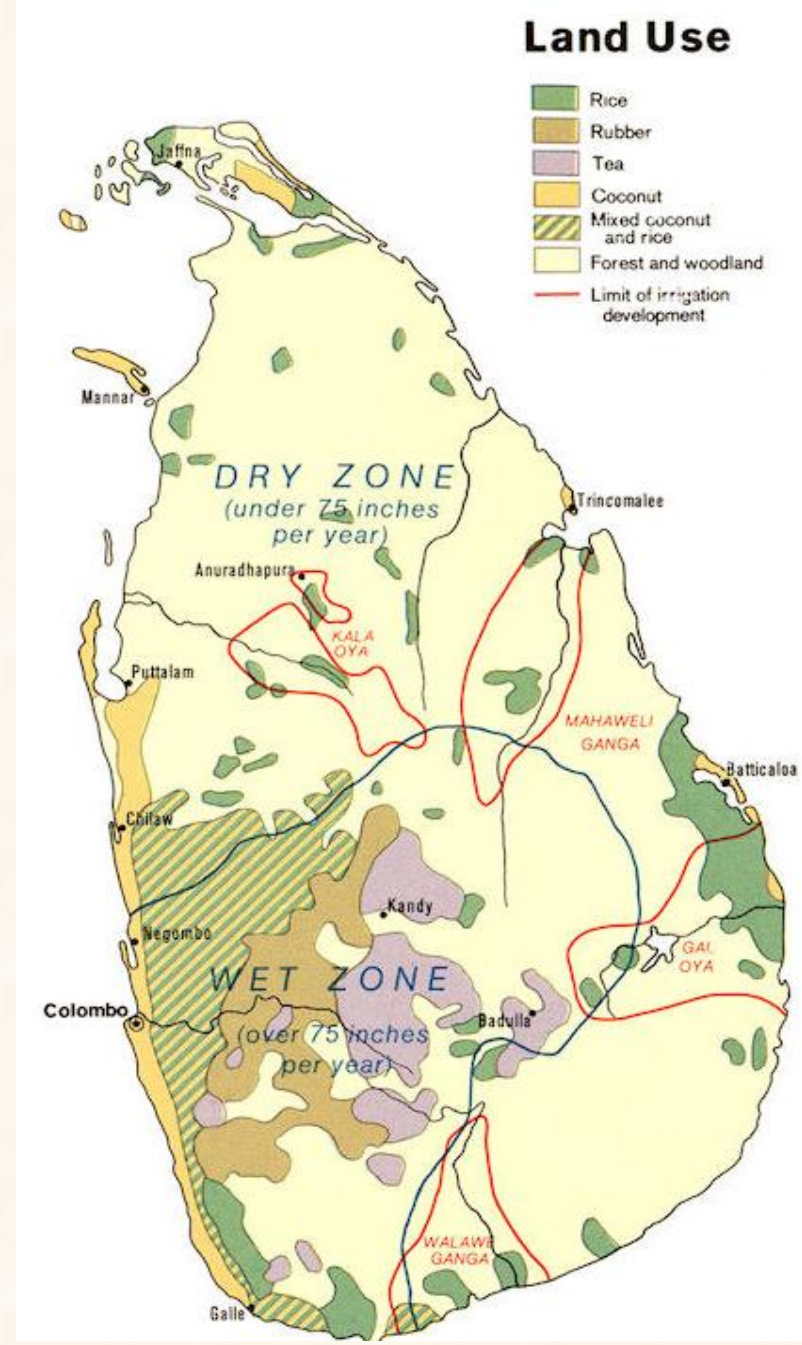 Land Use
Rice
Rubber
Tea
Coconut
Mixed coconut
and rice
Forest and woodland
Limit of irrigation
development
Jaffna
Mannar
DRY ZONE
(under 75 inches
per year)
Trincomalee
Anuradhapura
KALA
OYA
Puttalam
MAHAWELI
GANGA
Batticaloa
Chilaw
Kandy
Negombo
GAL
OYA
WET ZONE
Colombo
Badulla
(over 75 inches
per year)
WALAWE
GANGA
Galle